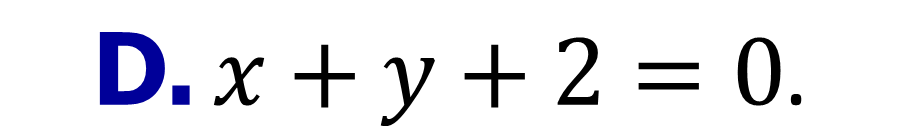 D. x + y + 2 = 0.